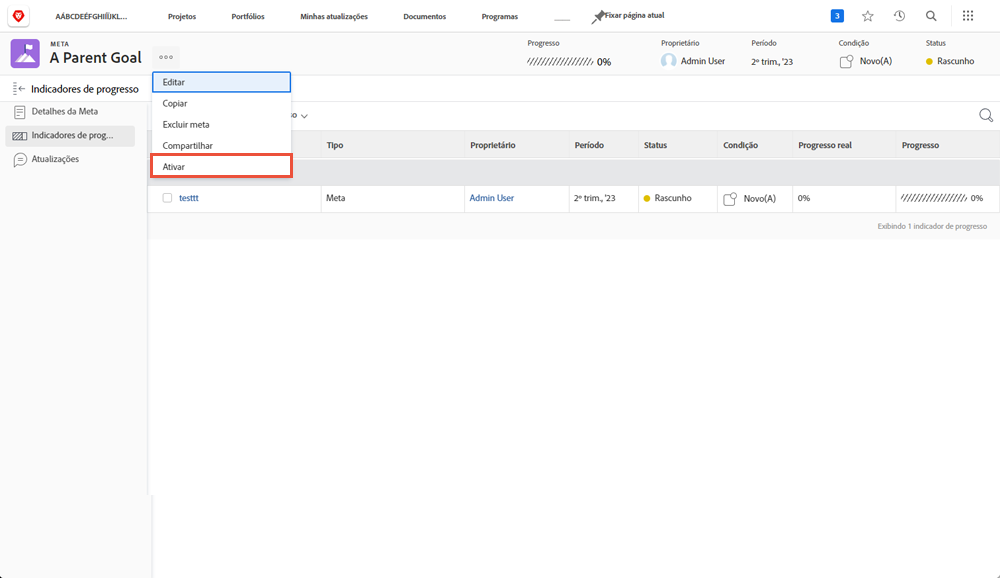 AÁBCDEÉFGHIÍJKL... Projetos Portfólios Minhas atualizações Documentos Programas Fixar página atual 3
META
A Parent Goal
Progresso Proprietário Período Condição Status
0% Admin User 2º trim., '23 Novo(A) Rascunho
Indicadores de progresso
Editar
Copiar
Excluir meta
Compartilhar
Ativar
Detalhes da Meta
Indicadores de prog...
Atualizações
Tipo Proprietário Período Status Condição Progresso real Progresso
testtt Meta Admin User 2º trim., '23 Rascunho Novo(A) 0% 0%
Exibindo 1 indicador de progresso